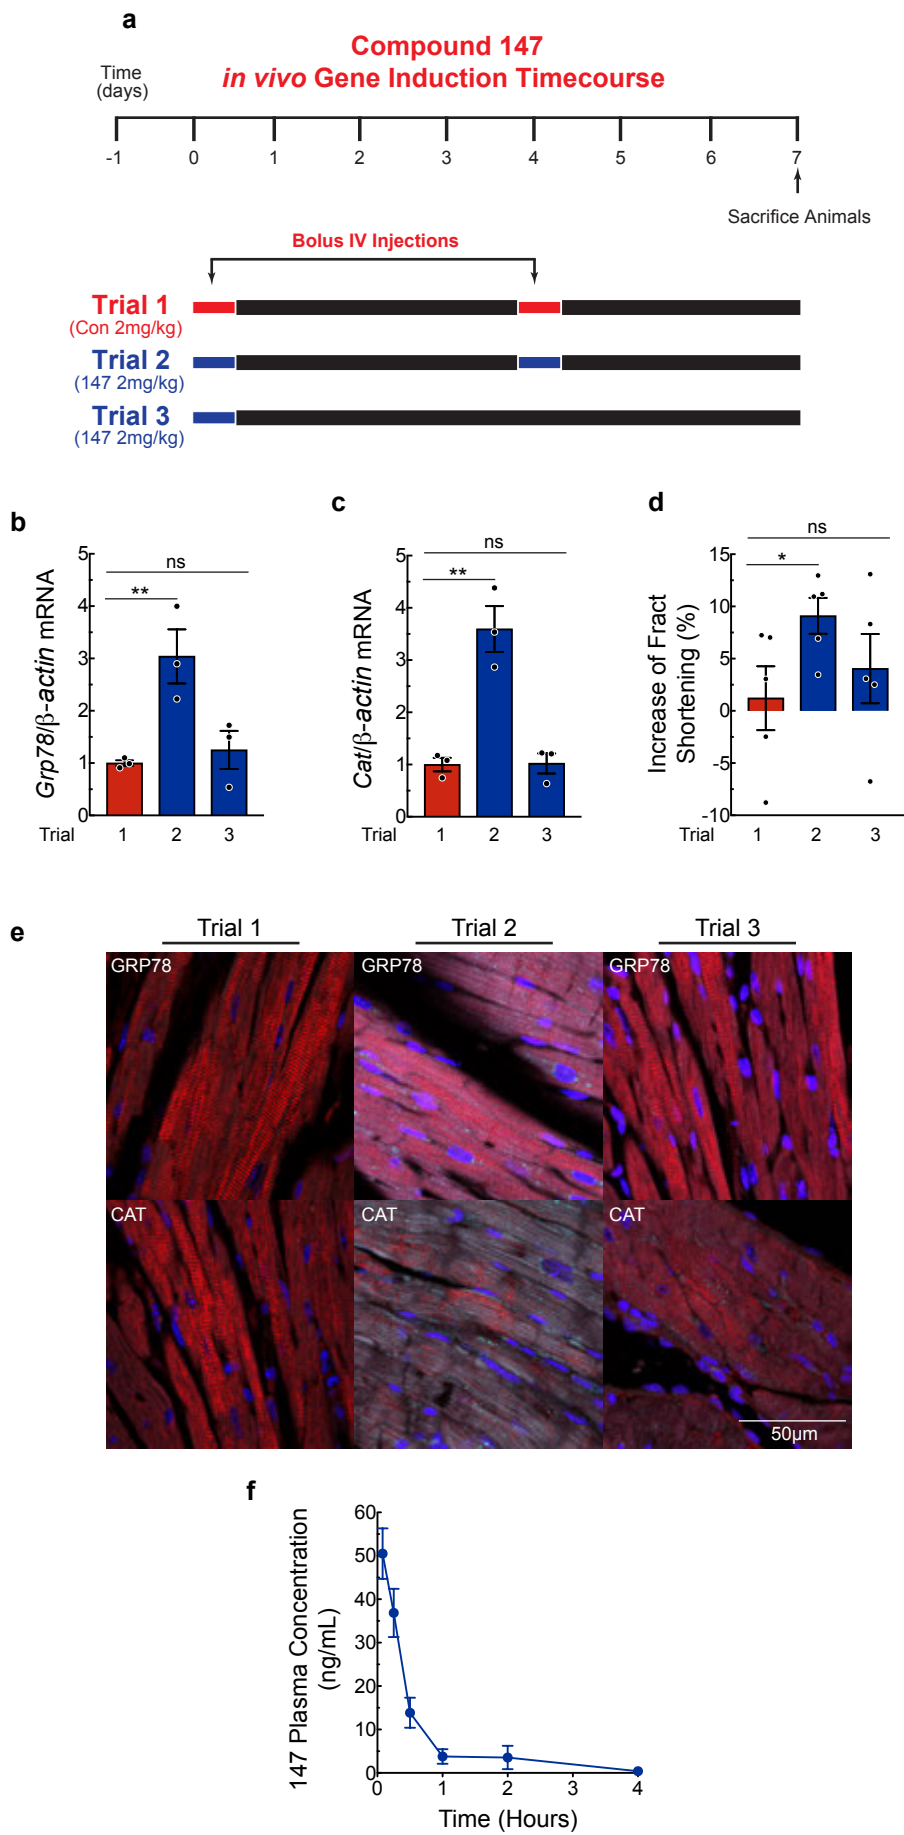 a
Compound 147
in vivo Gene Induction Timecourse
Time
(days)
-1 0 1 2 3 4 5 6 7
Sacrifice Animals
Bolus IV Injections
Trial 1
(Con 2mg/kg)
Trial 2
(147 2mg/kg)
Trial 3
(147 2mg/kg)
b
Grp78/β-actin mRNA
5
4
3
2
1
0
ns
**
Trial 1 2 3
c
Cat/β-actin mRNA
5
4
3
2
1
0
ns
**
Trial 1 2 3
d
Increase of Fract
Shortening (%)
15
10
5
0
-5
-10
ns
*
Trial 1 2 3
e
Trial 1 Trial 2 Trial 3
GRP78 GRP78 GRP78
CAT CAT CAT
50µm
f
147 Plasma Concentration
(ng/mL)
60
50
40
30
20
10
0
0 1 2 3 4
Time (Hours)